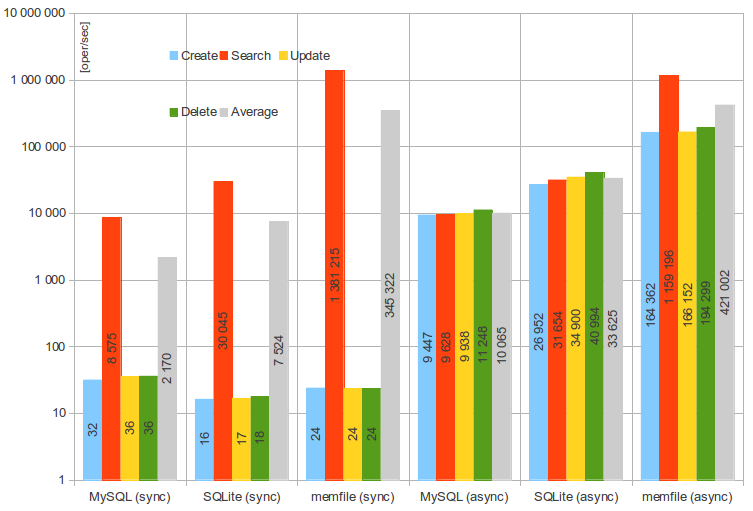 10 000 000
[oper/sec]
Create Search Update
1 000 000
Delete Average
100 000
10 000
1 000
100
10
1
32 8 575 36 36 2 170
16 30 045 17 18 7 524
24 1 381 215 24 24 345 322
9 447 9 628 9 938 11 248 10 065
26 952 31 654 34 900 40 994 33 625
164 362 1 159 196 166 152 194 299 421 002
MySQL (sync) SQLite (sync) memfile (sync) MySQL (async) SQLite (async) memfile (async)